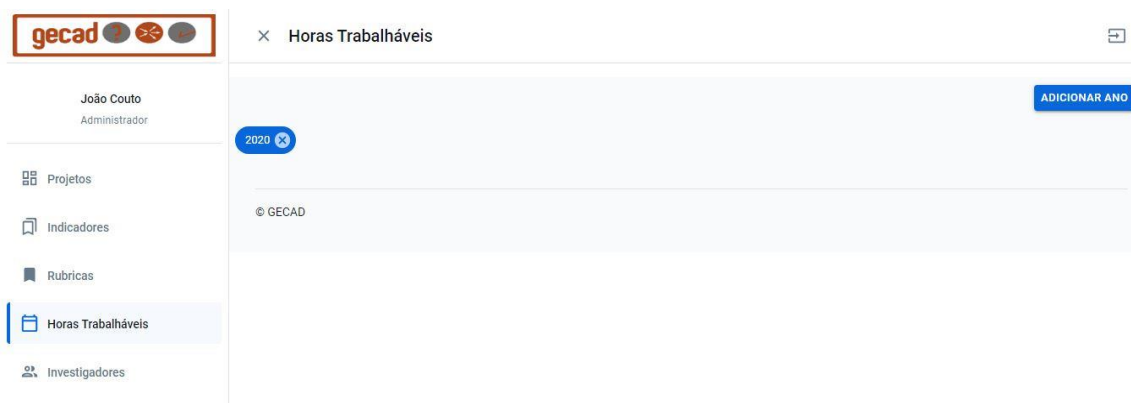 gecad ?
João Couto
Administrador
Projetos
Indicadores
Rubricas
Horas Trabalháveis
Investigadores
Horas Trabalháveis
ADICIONAR ANO
2020
© GECAD